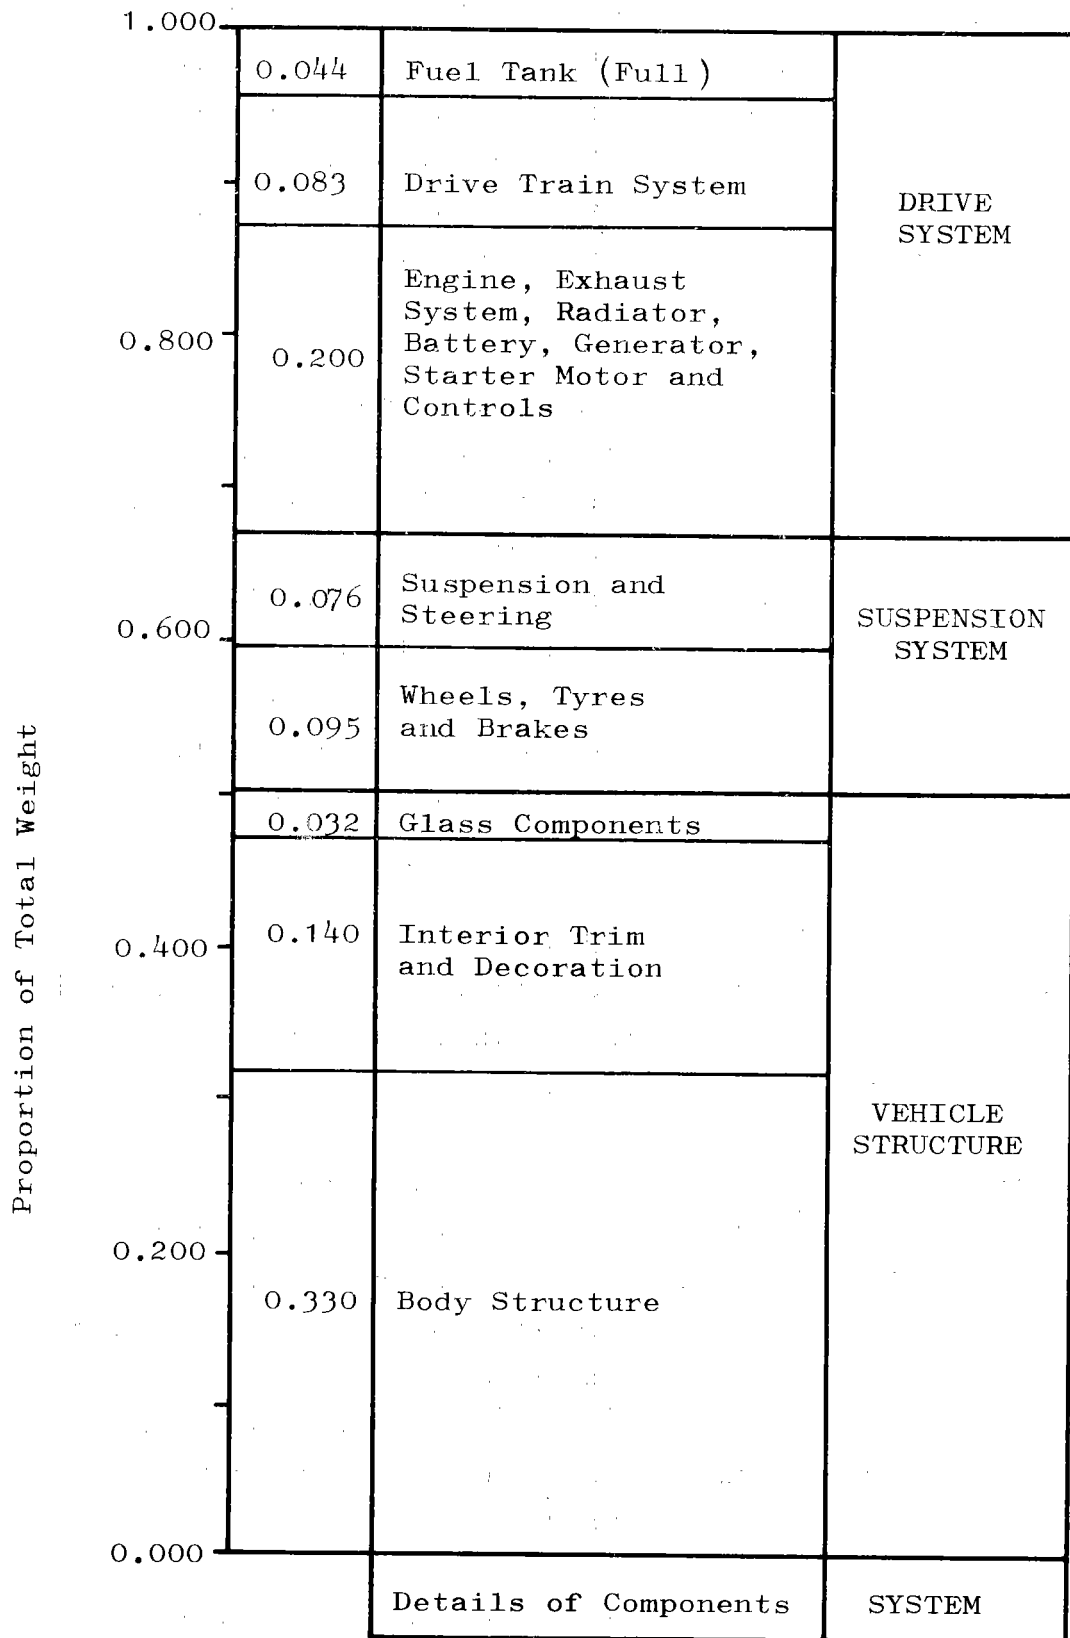 1.000
0.044 Fuel Tank (Full)
0.083 Drive Train System
DRIVE
SYSTEM
Engine, Exhaust
System, Radiator,
0.800
0.200
Battery, Generator,
Starter Motor and
Controls
0.076
Suspension and
Steering
0.600
SUSPENSION
SYSTEM
Wheels, Tyres
0.095 and Brakes
Proportion of Total Weight
0.032 Glass Components
0.400
0.140 Interior Trim
and Decoration
VEHICLE
STRUCTURE
0.200
0.330 Body Structure
0.000
Details of Components SYSTEM